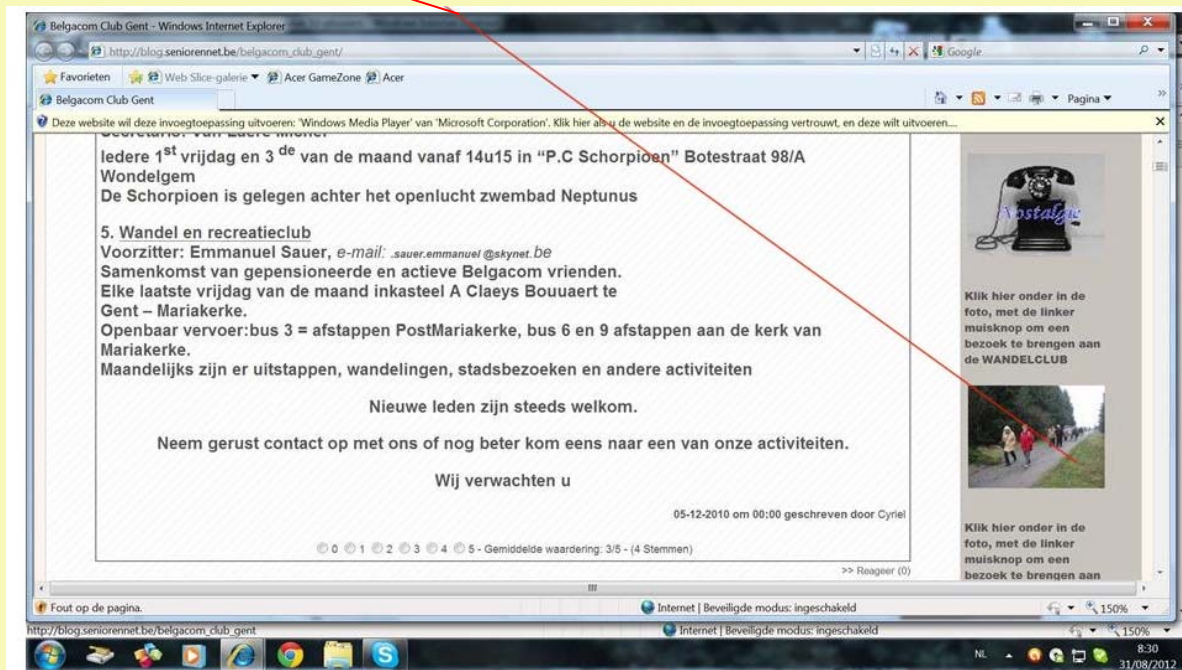 Belgacom Club Gent - Windows Internet Explorer
http://blog.seniorennet.be/belgacom_club_gent/
Google
Favorieten Web Slice-galerie Acer GameZone Acer
Belgacom Club Gent
Pagina
Deze website wil deze invoegtoepassing uitvoeren: 'Windows Media Player' van 'Microsoft Corporation'. Klik hier als u de website en de invoegtoepassing vertrouwt, en deze wilt uitvoeren....
Secretaris: Van Laere Michel
Iedere 1st vrijdag en 3 de van de maand vanaf 14u15 in “P.C Schorpioen” Botestraat 98/A
Wondelgem
De Schorpioen is gelegen achter het openlucht zwembad Neptunus
5. Wandel en recreatieclub
Voorzitter: Emmanuel Sauer, e-mail: .sauer.emmanuel @skynet.be
Samenkomst van gepensioneerde en actieve Belgacom vrienden.
Elke laatste vrijdag van de maand inkasteel A Claeys Bouuaert te
Gent – Mariakerke.
Openbaar vervoer:bus 3 = afstappen PostMariakerke, bus 6 en 9 afstappen aan de kerk van
Mariakerke.
Maandelijks zijn er uitstappen, wandelingen, stadsbezoeken en andere activiteiten
Nieuwe leden zijn steeds welkom.
Neem gerust contact op met ons of nog beter kom eens naar een van onze activiteiten.
Wij verwachten u
05-12-2010 om 00:00 geschreven door Cyriel
0 1 2 3 4 5 - Gemiddelde waardering: 3/5 - (4 Stemmen)
>> Reageer (0)
Nostalgie
Klik hier onder in de
foto, met de linker
muisknop om een
bezoek te brengen aan
de WANDELCLUB
Klik hier onder in de
foto, met de linker
muisknop om een
bezoek te brengen aan
Fout op de pagina.
Internet | Beveiligde modus: ingeschakeld
150%
http://blog.seniorennet.be/belgacom_club_gent
Internet | Beveiligde modus: ingeschakeld
150%
NL
8:30
31/08/2012